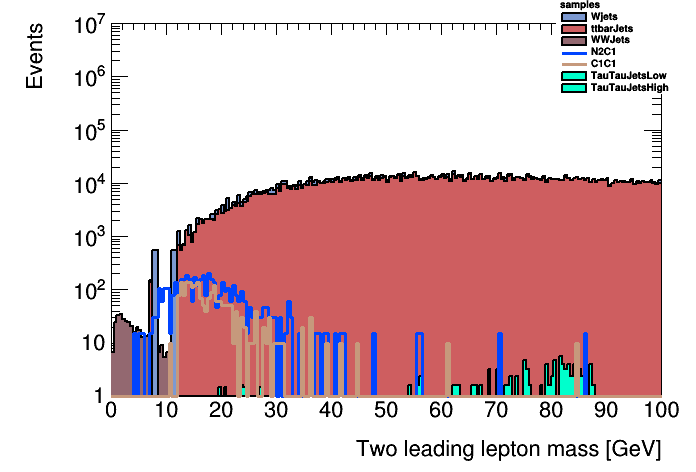 samples
Wjets
ttbarJets
WWJets
N2C1
C1C1
TauTauJetsLow
TauTauJetsHigh
Events
10^7
10^6
10^5
10^4
10^3
10^2
10
1
0 10 20 30 40 50 60 70 80 90 100
Two leading lepton mass [GeV]